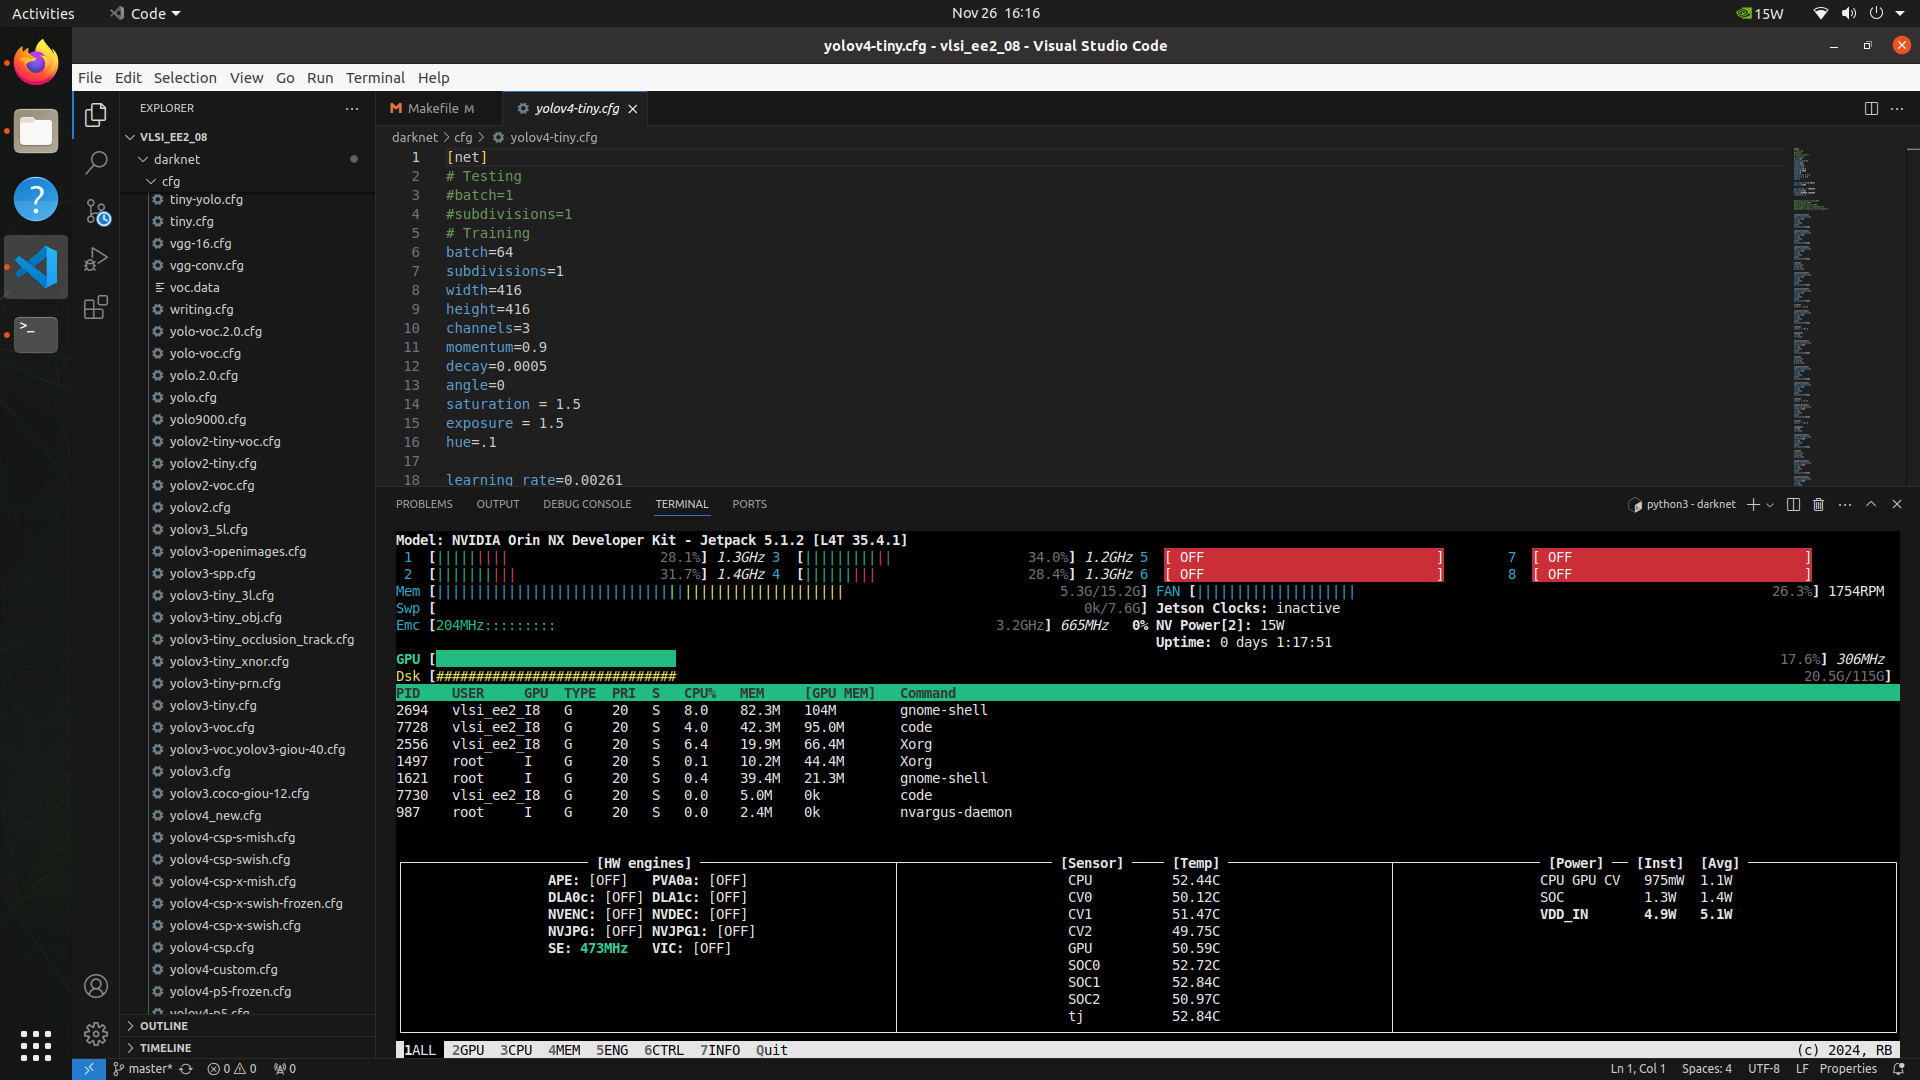 Activities Code Nov 26 16:16 15W
yolov4-tiny.cfg - vlsi_ee2_08 - Visual Studio Code
File Edit Selection View Go Run Terminal Help
EXPLORER
VLSI_EE2_08
darknet
cfg
tiny-yolo.cfg
tiny.cfg
vgg-16.cfg
vgg-conv.cfg
voc.data
writing.cfg
yolo-voc.2.0.cfg
yolo-voc.cfg
yolo.2.0.cfg
yolo.cfg
yolo9000.cfg
yolov2-tiny-voc.cfg
yolov2-tiny.cfg
yolov2-voc.cfg
yolov2.cfg
yolov3_5l.cfg
yolov3-openimages.cfg
yolov3-spp.cfg
yolov3-tiny_3l.cfg
yolov3-tiny_obj.cfg
yolov3-tiny_occlusion_track.cfg
yolov3-tiny_xnor.cfg
yolov3-tiny-prn.cfg
yolov3-tiny.cfg
yolov3-voc.cfg
yolov3-voc.yolov3-giou-40.cfg
yolov3.cfg
yolov3.coco-giou-12.cfg
yolov4_new.cfg
yolov4-csp-s-mish.cfg
yolov4-csp-swish.cfg
yolov4-csp-x-mish.cfg
yolov4-csp-x-swish-frozen.cfg
yolov4-csp-x-swish.cfg
yolov4-csp.cfg
yolov4-custom.cfg
yolov4-p5-frozen.cfg
yolov4-p5.cfg
OUTLINE
TIMELINE
Makefile M yolov4-tiny.cfg
darknet > cfg > yolov4-tiny.cfg
1 [net]
2 # Testing
3 #batch=1
4 #subdivisions=1
5 # Training
6 batch=64
7 subdivisions=1
8 width=416
9 height=416
10 channels=3
11 momentum=0.9
12 decay=0.0005
13 angle=0
14 saturation = 1.5
15 exposure = 1.5
16 hue=.1
17
18 learning_rate=0.00261
PROBLEMS OUTPUT DEBUG CONSOLE TERMINAL PORTS python3 - darknet
Model: NVIDIA Orin NX Developer Kit - Jetpack 5.1.2 [L4T 35.4.1]
1 [||||||||| 28.1%] 1.3GHz 3 [||||||||||| 34.0%] 1.2GHz 5 [ OFF ] 7 [ OFF ]
2 [|||||||||| 31.7%] 1.4GHz 4 [||||||||| 28.4%] 1.3GHz 6 [ OFF ] 8 [ OFF ]
Mem [||||||||||||||||||||||||||||||||||||||||||||||||||| 5.3G/15.2G] FAN [|||||||||||||||||||| 26.3%] 1754RPM
Swp [ 0k/7.6G] Jetson Clocks: inactive
Emc [204MHz::::::::: 3.2GHz] 665MHz 0% NV Power[2]: 15W
Uptime: 0 days 1:17:51
GPU [ 17.6%] 306MHz
Dsk [############################## 20.5G/115G]
PID USER GPU TYPE PRI S CPU% MEM [GPU MEM] Command
2694 vlsi_ee2_I8 G 20 S 8.0 82.3M 104M gnome-shell
7728 vlsi_ee2_I8 G 20 S 4.0 42.3M 95.0M code
2556 vlsi_ee2_I8 G 20 S 6.4 19.9M 66.4M Xorg
1497 root I G 20 S 0.1 10.2M 44.4M Xorg
1621 root I G 20 S 0.4 39.4M 21.3M gnome-shell
7730 vlsi_ee2_I8 G 20 S 0.0 5.0M 0k code
987 root I G 20 S 0.0 2.4M 0k nvargus-daemon
[HW engines] [Sensor] [Temp] [Power] [Inst] [Avg]
APE: [OFF] PVA0a: [OFF] CPU 52.44C CPU GPU CV 975mW 1.1W
DLA0c: [OFF] DLA1c: [OFF] CV0 50.12C SOC 1.3W 1.4W
NVENC: [OFF] NVDEC: [OFF] CV1 51.47C VDD_IN 4.9W 5.1W
NVJPG: [OFF] NVJPG1: [OFF] CV2 49.75C
SE: 473MHz VIC: [OFF] GPU 50.59C
SOC0 52.72C
SOC1 52.84C
SOC2 50.97C
tj 52.84C
1ALL 2GPU 3CPU 4MEM 5ENG 6CTRL 7INFO Quit (c) 2024, RB
master* 0 0 0 Ln 1, Col 1 Spaces: 4 UTF-8 LF Properties